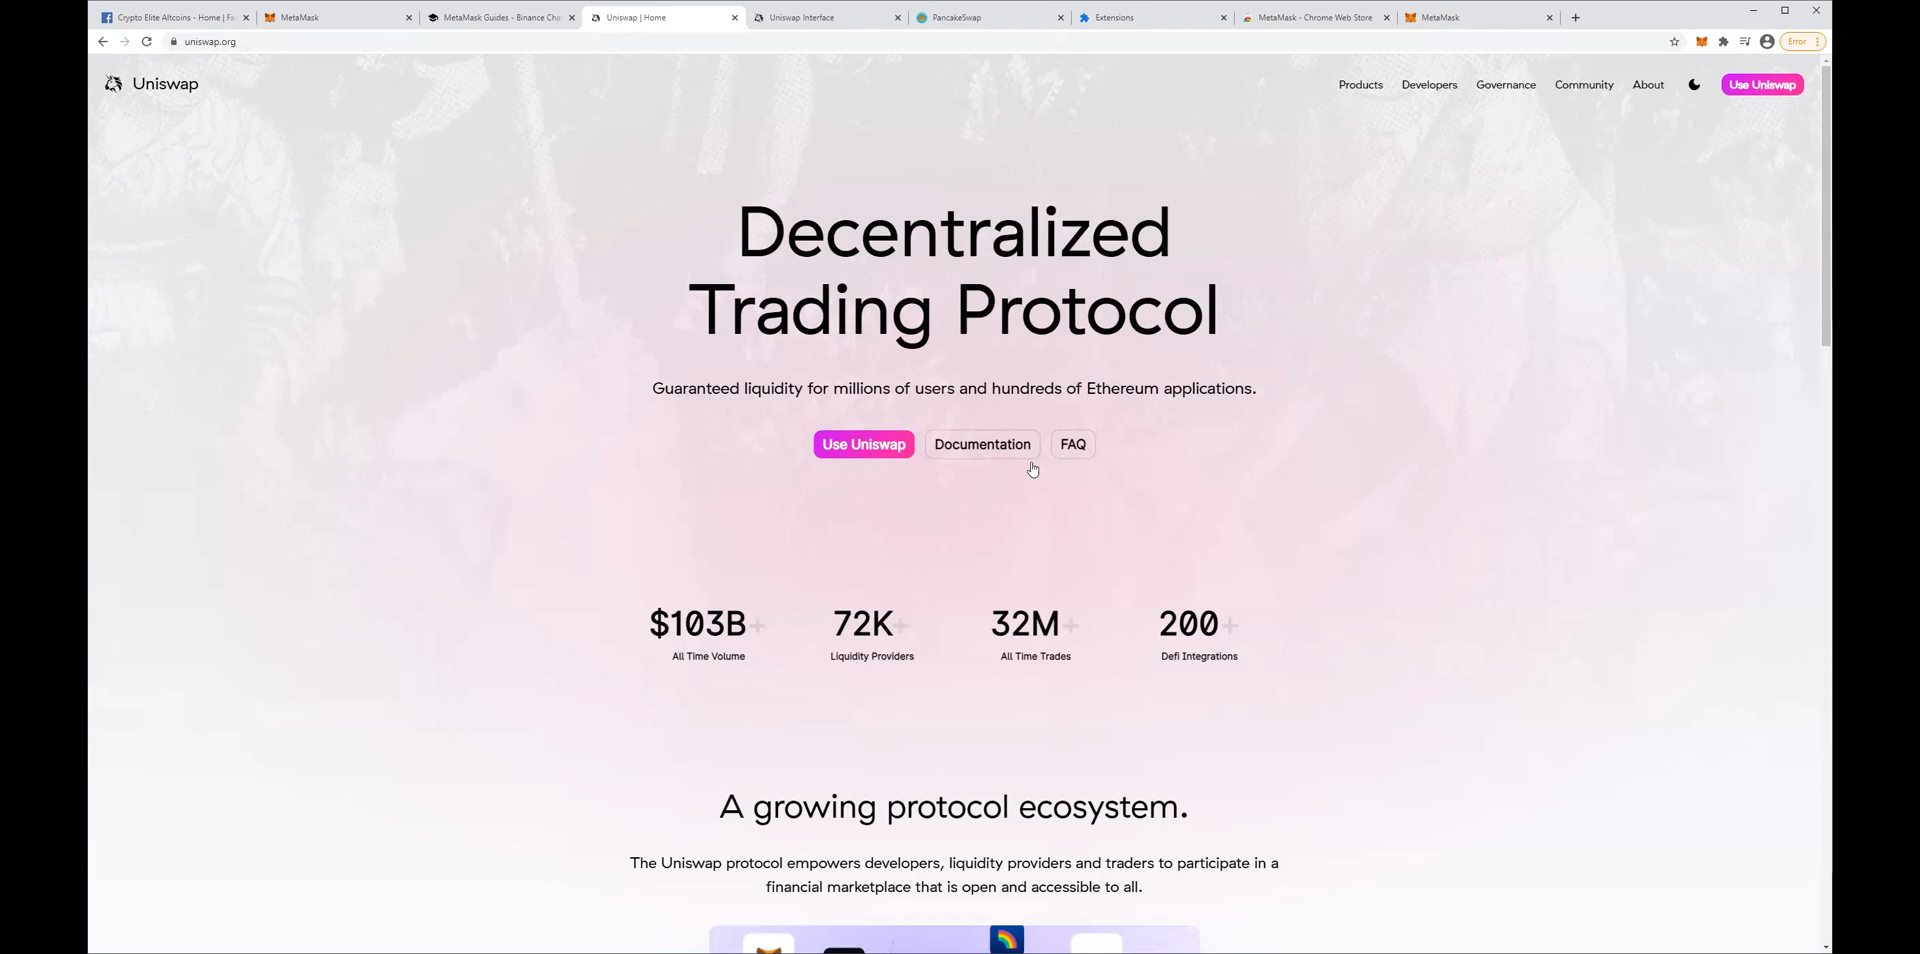 Crypto Elite Altcoins - Home | Fa
MetaMask
MetaMask Guides - Binance Cha
Uniswap | Home
Uniswap Interface
PancakeSwap
Extensions
MetaMask - Chrome Web Store
MetaMask
uniswap.org
Error
Uniswap
Products
Developers
Governance
Community
About
Use Uniswap
Decentralized
Trading Protocol
Guaranteed liquidity for millions of users and hundreds of Ethereum applications.
Use Uniswap
Documentation
FAQ
$103B+
72K+
32M+
200+
All Time Volume
Liquidity Providers
All Time Trades
Defi Integrations
A growing protocol ecosystem.
The Uniswap protocol empowers developers, liquidity providers and traders to participate in a
financial marketplace that is open and accessible to all.